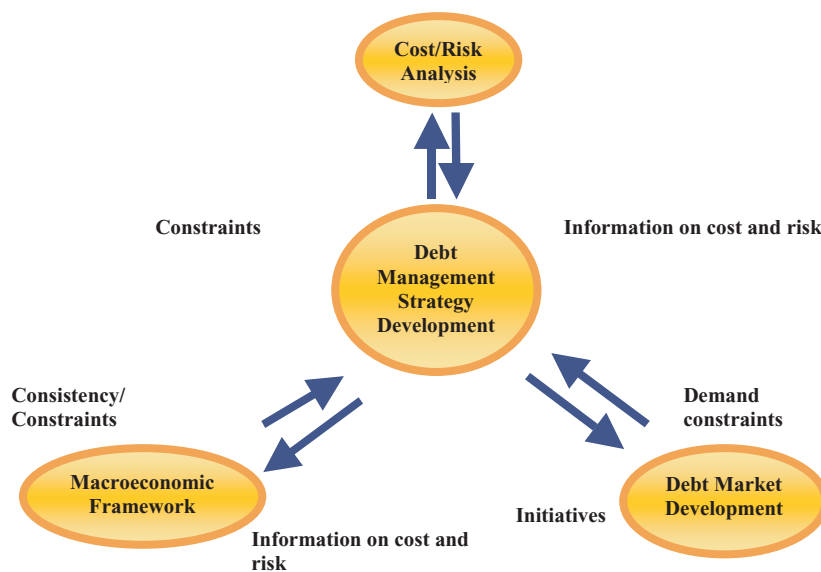 Cost/Risk
Analysis
Constraints
Information on cost and risk
Debt
Management
Strategy
Development
Consistency/
Constraints
Demand
constraints
Macroeconomic
Framework
Debt Market
Development
Initiatives
Information on cost and
risk